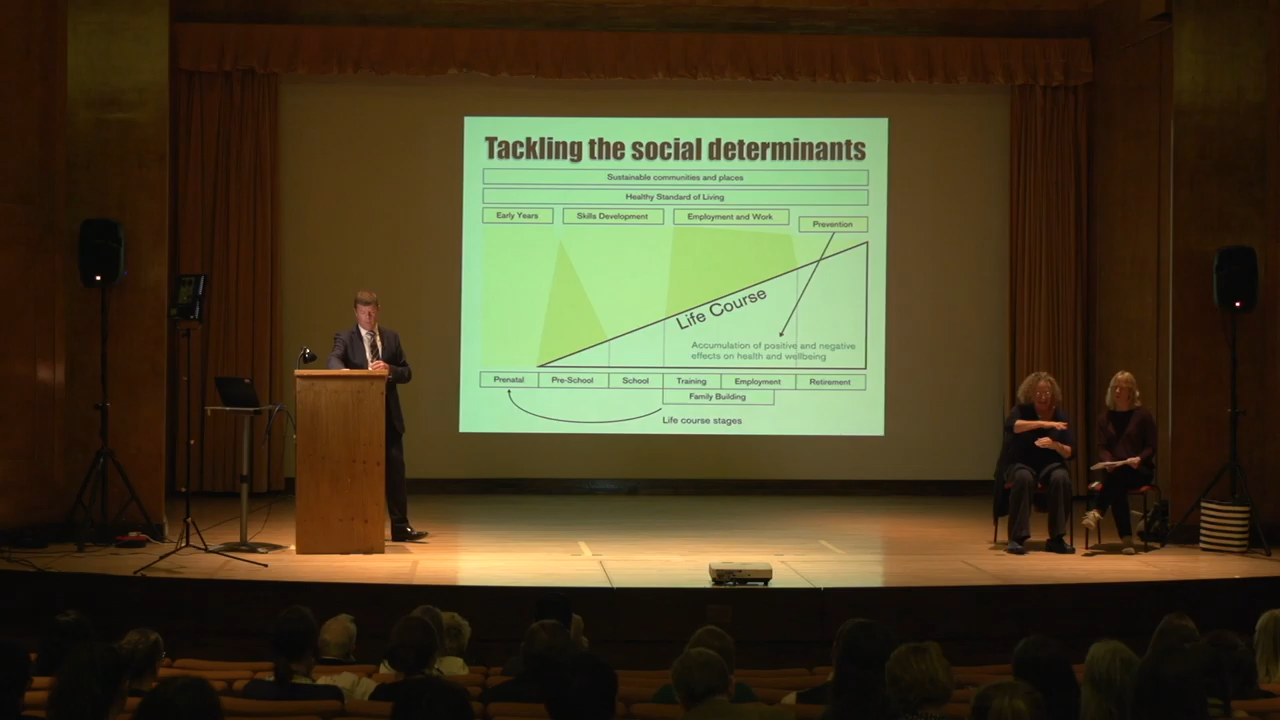 Tackling the social determinants
Sustainable communities and places
Healthy Standard of Living
Early Years
Skills Development
Employment and Work
Prevention
Life Course
Accumulation of positive and negative
effects on health and wellbeing
Prenatal
Pre-School
School
Training
Employment
Retirement
Family Building
Life course stages